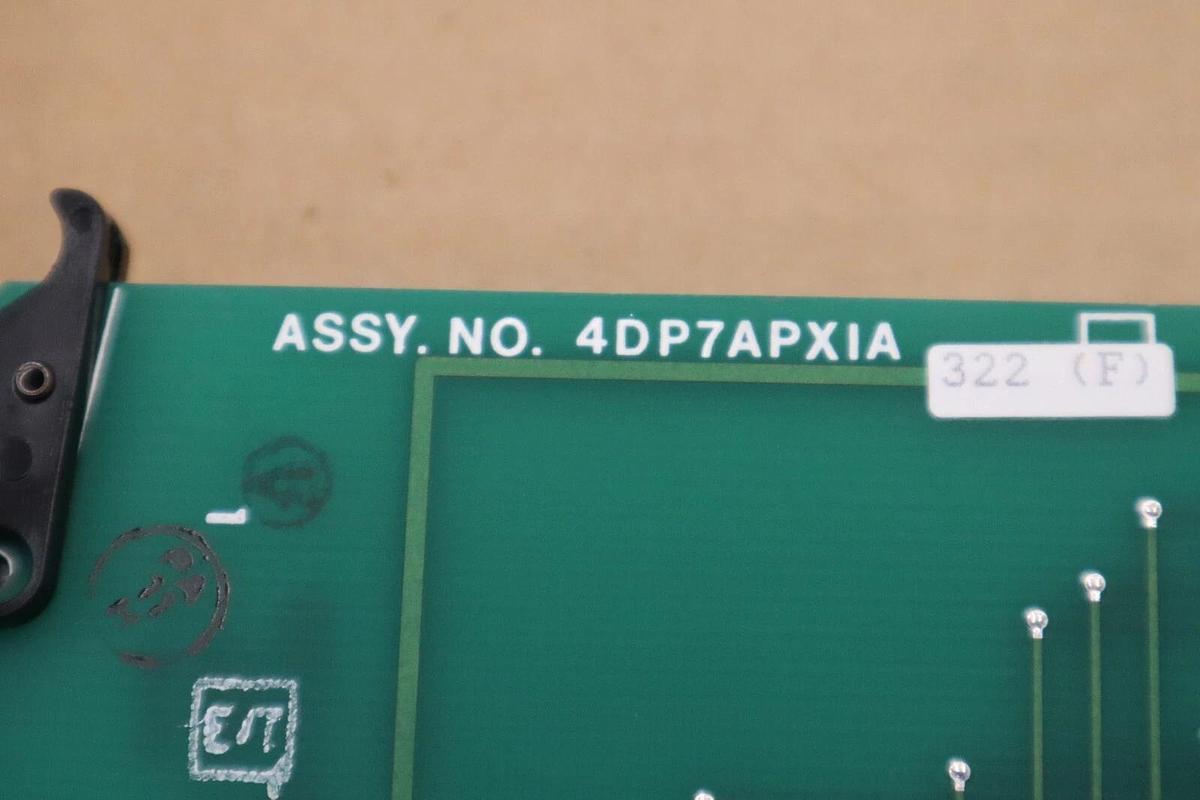 ASSY. NO. 4DP7APXIA
322 (F)